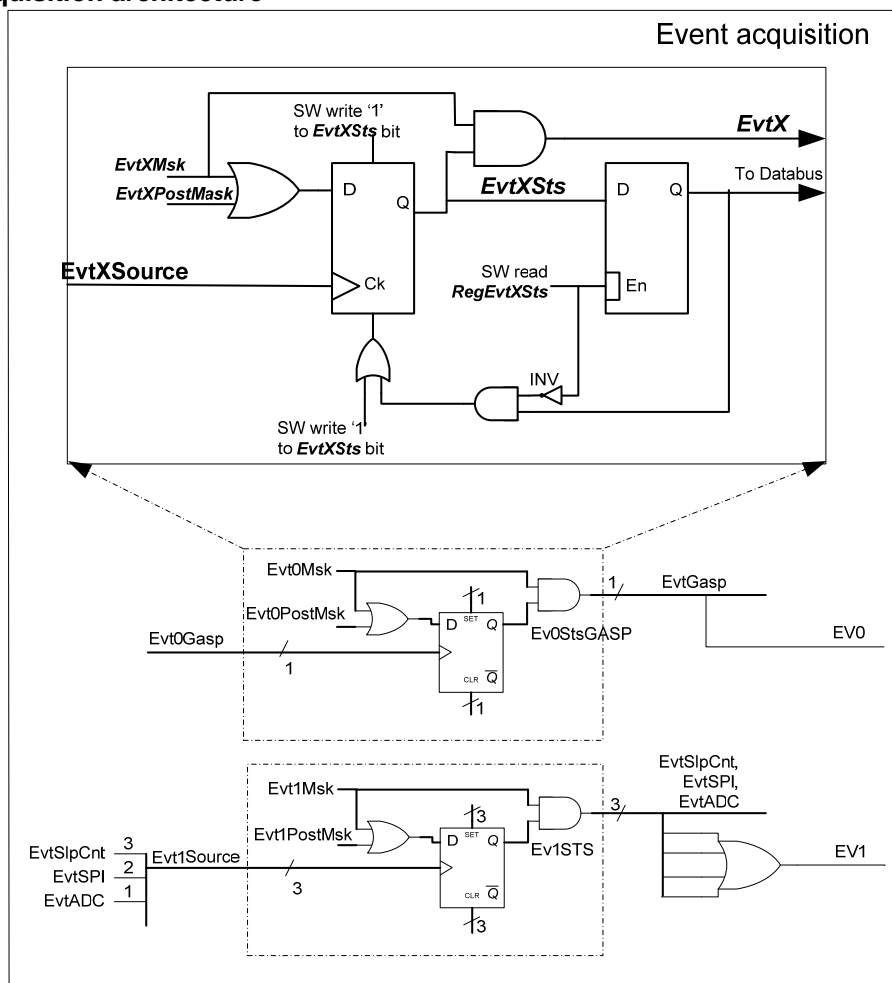 Event acquisition
SW write '1'
to EvtXSts bit
EvtX
EvtXMsk
EvtXPostMask
D
Q
EvtXSts
D
Q
To Databus
EvtXSource
Ck
SW read
RegEvtXSts
En
INV
SW write '1'
to EvtXSts bit
Evt0Msk
1
EvtGasp
Evt0PostMsk
1
D
SET
Q
Ev0StsGASP
EV0
Evt0Gasp
1
CLR
Q
1
EvtSlpCnt,
EvtSPI,
EvtADC
Evt1Msk
3
Evt1PostMsk
3
D
SET
Q
Ev1STS
EV1
EvtSlpCnt
3
Evt1Source
EvtSPI
2
3
EvtADC
1
CLR
Q
3